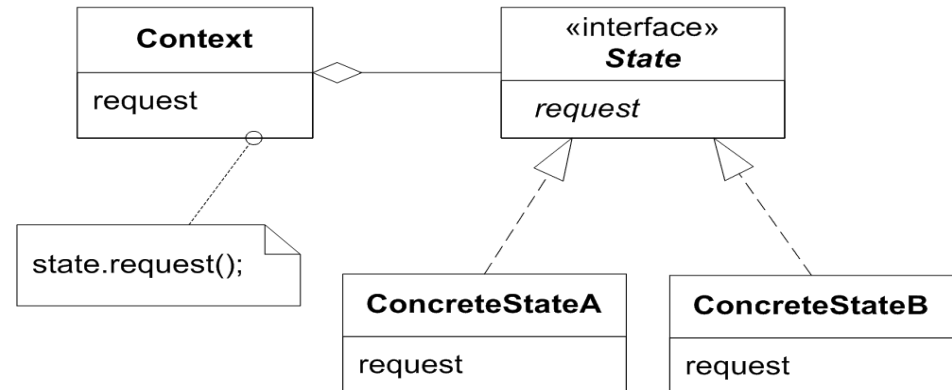 Context
request
«interface»
State
request
state.request();
ConcreteStateA
request
ConcreteStateB
request